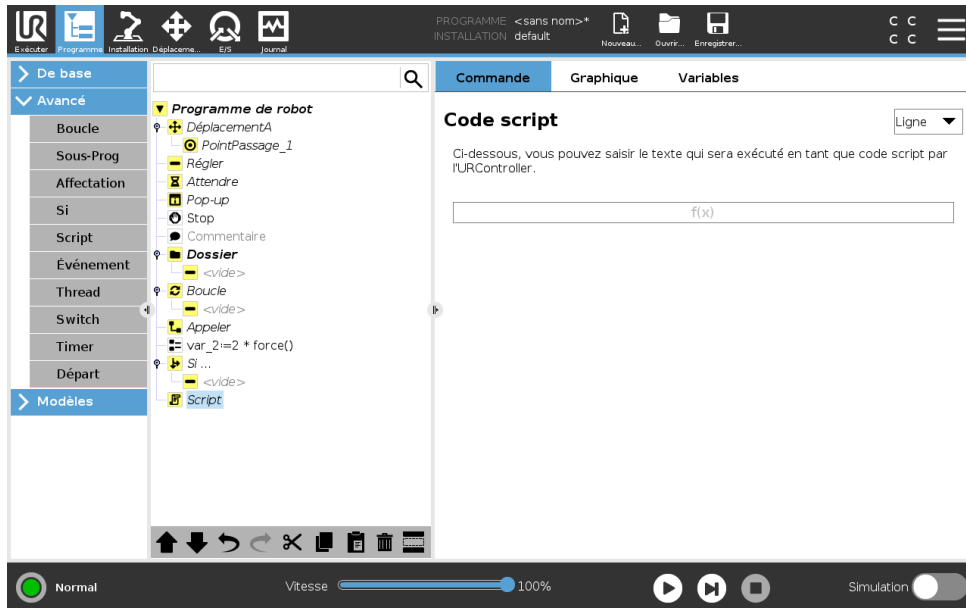 PROGRAMME <sans nom>*
INSTALLATION default
Exécuter
Programme
Installation
Déplaceme...
E/S
Journal
Nouveau...
Ouvrir...
Enregistrer...
C C
C C
De base
Avancé
Boucle
Sous-Prog
Affectation
Si
Script
Événement
Thread
Switch
Timer
Départ
Modèles
Programme de robot
DéplacementA
PointPassage_1
Régler
Attendre
Pop-up
Stop
Commentaire
Dossier
<vide>
Boucle
<vide>
Appeler
var_2:=2 * force()
Si ...
<vide>
Script
Commande
Graphique
Variables
Code script
Ligne
Ci-dessous, vous pouvez saisir le texte qui sera exécuté en tant que code script par
l'URController.
f(x)
Normal
Vitesse
100%
Simulation